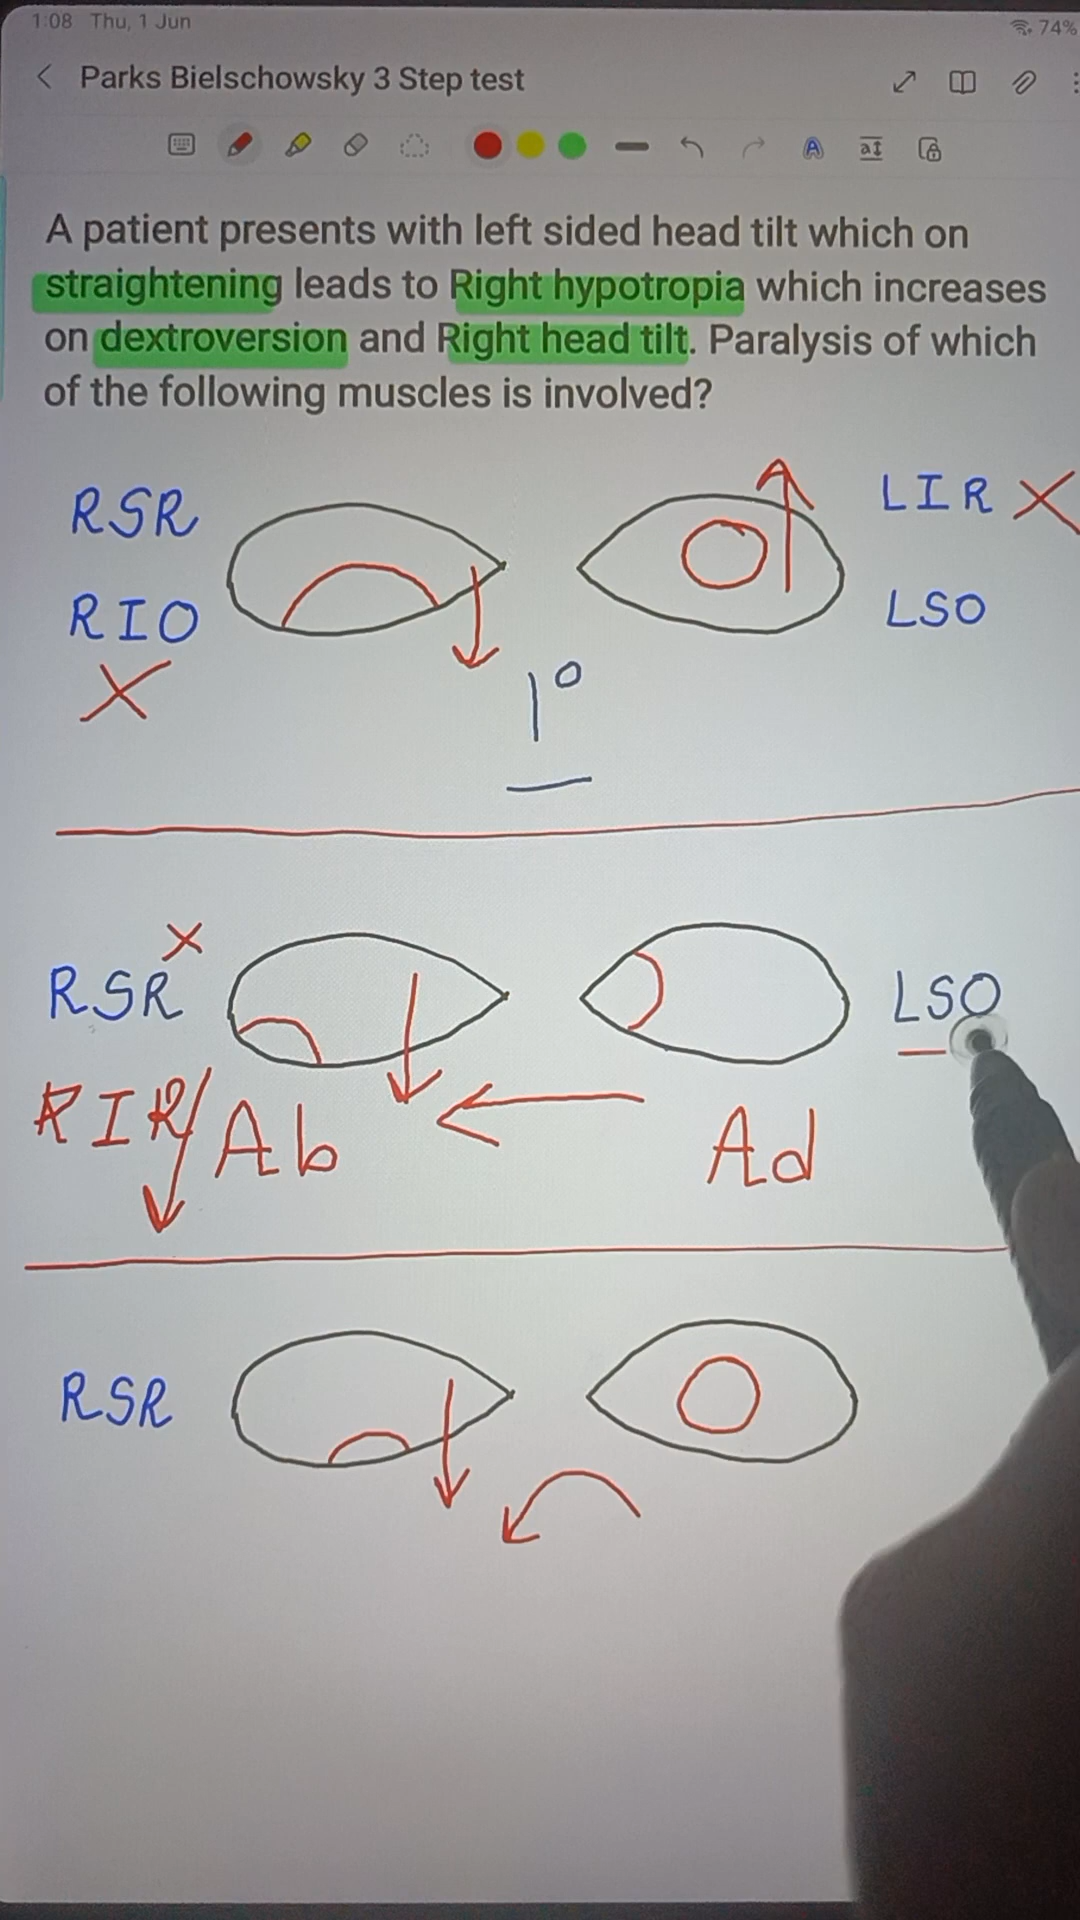 1:08 Thu, 1 Jun 74%
Parks Bielschowsky 3 Step test
A patient presents with left sided head tilt which on
straightening leads to Right hypotropia which increases
on dextroversion and Right head tilt. Paralysis of which
of the following muscles is involved?
RSR LIR X
RIO LSO
X
1°
X
RSR LSO
RIR/ Ab Ad
RSR